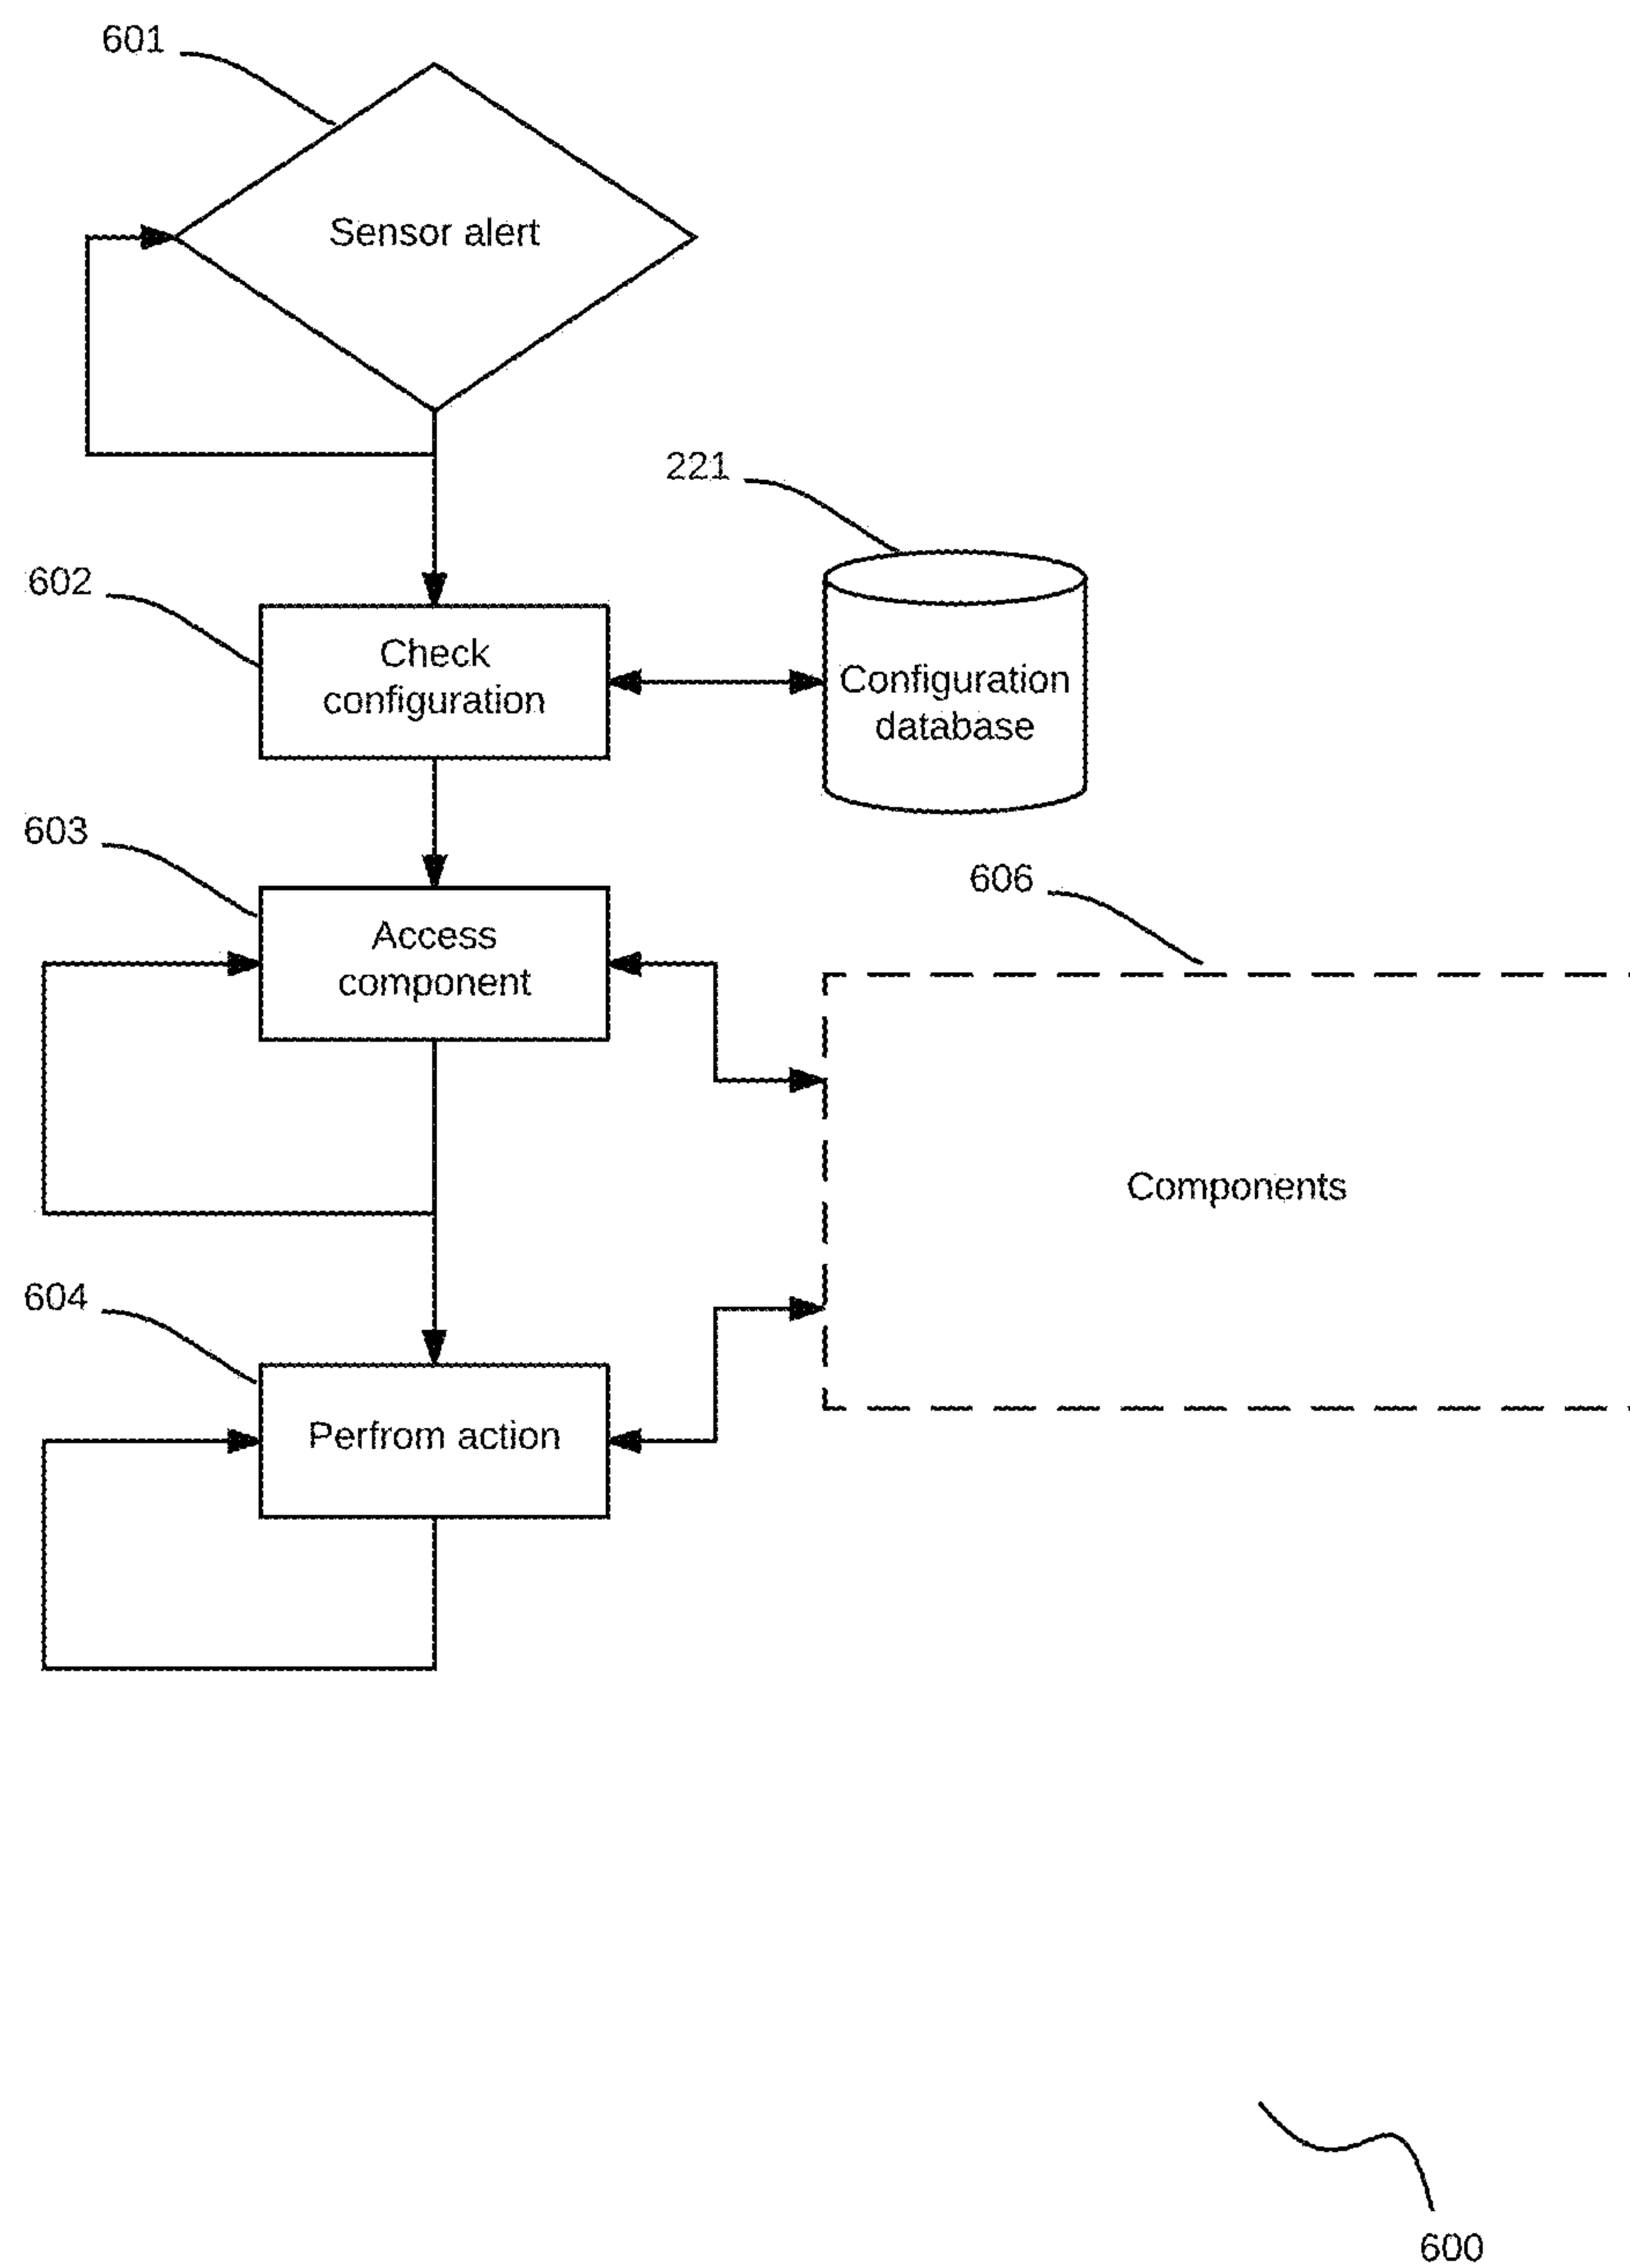 601
Sensor alert
221
602
Check
configuration
Configuration
database
603
606
Access
component
Components
604
Perfrom action
600